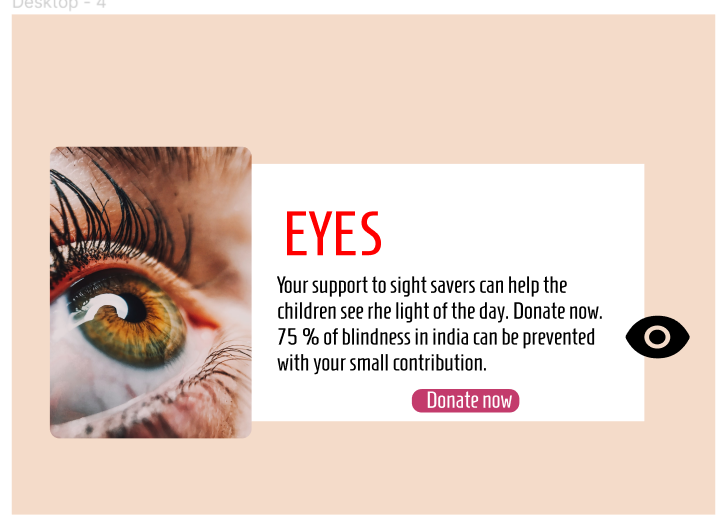 Desktop - 4
EYES
Your support to sight savers can help the
children see rhe light of the day. Donate now.
75 % of blindness in india can be prevented
with your small contribution.
Donate now